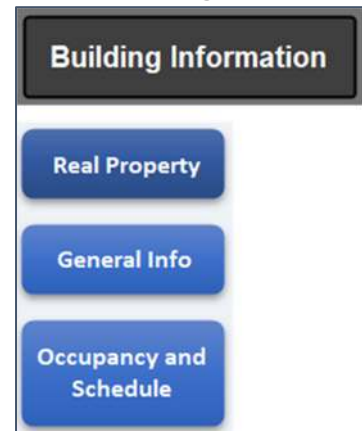 Building Information
Real Property
General Info
Occupancy and
Schedule